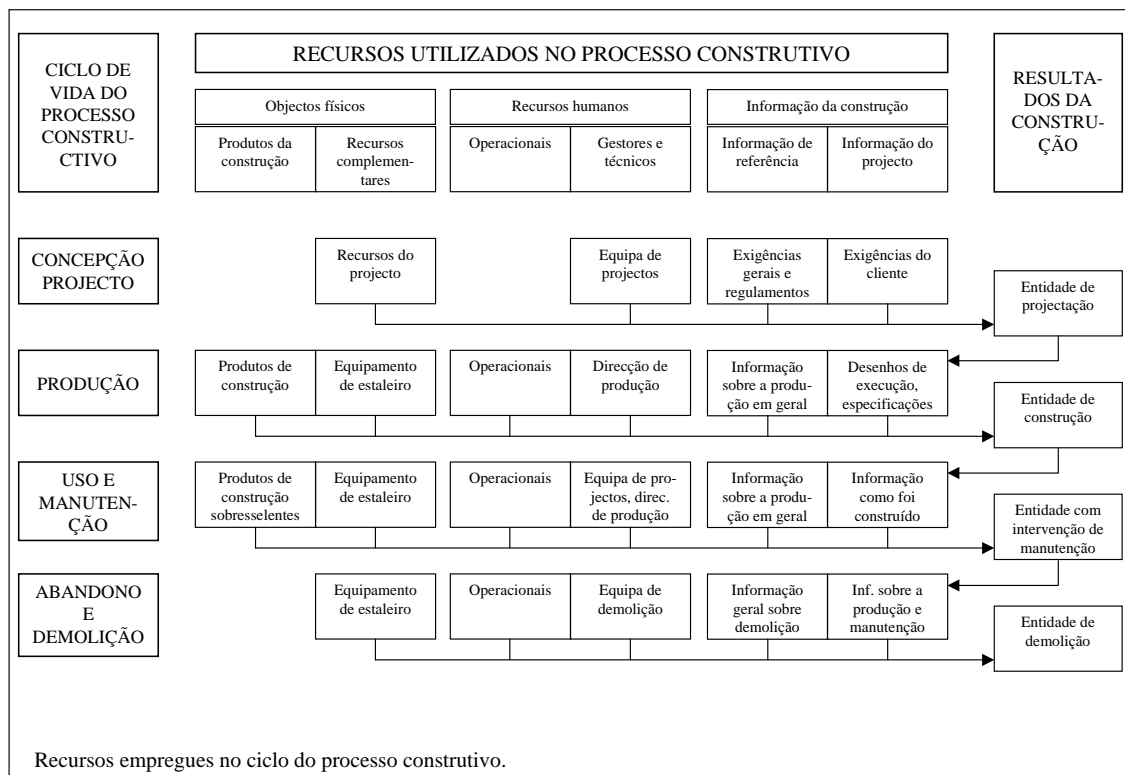 CICLO DE
VIDA DO
PROCESSO
CONSTRU-
CTIVO
RECURSOS UTILIZADOS NO PROCESSO CONSTRUTIVO
RESULTA-
DOS DA
CONSTRU-
ÇÃO
Objectos físicos
Recursos humanos
Informação da construção
Produtos da
construção
Recursos
complemen-
tares
Operacionais
Gestores e
técnicos
Informação de
referência
Informação do
projecto
CONCEPÇÃO
PROJECTO
Recursos do
projecto
Equipa de
projectos
Exigências
gerais e
regulamentos
Exigências do
cliente
Entidade de
projectação
PRODUÇÃO
Produtos de
construção
Equipamento
de estaleiro
Operacionais
Direcção de
produção
Informação
sobre a produ-
ção em geral
Desenhos de
execução,
especificações
Entidade de
construção
USO E
MANUTEN-
ÇÃO
Produtos de
construção
sobresselentes
Equipamento
de estaleiro
Operacionais
Equipa de pro-
jectos, direc.
de produção
Informação
sobre a produ-
ção em geral
Informação
como foi
construído
Entidade com
intervenção de
manutenção
ABANDONO
E
DEMOLIÇÃO
Equipamento
de estaleiro
Operacionais
Equipa de
demolição
Informação
geral sobre
demolição
Inf. sobre a
produção e
manutenção
Entidade de
demolição
Recursos empregues no ciclo do processo construtivo.